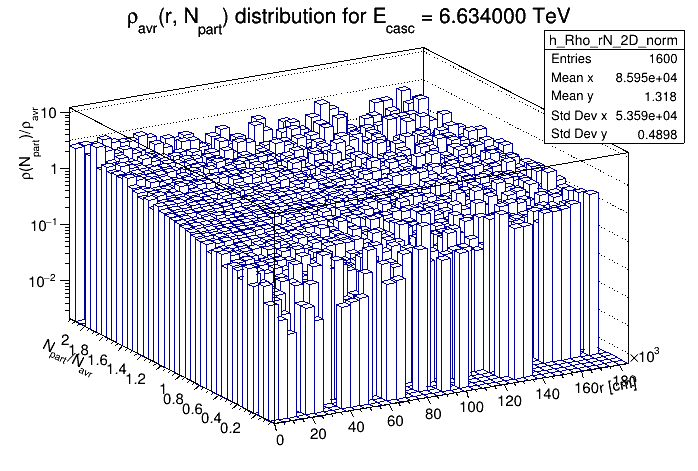 ρavr(r, Npart) distribution for Ecasc = 6.634000 TeV
h_Rho_rN_2D_norm
Entries 1600
Mean x 8.595e+04
Mean y 1.318
Std Dev x 5.359e+04
Std Dev y 0.4898
ρ(Npart)/ρavr
10
1
10−1
10−2
Npart/Navr
2 1.8 1.6 1.4 1.2 1 0.8 0.6 0.4 0.2
0 20 40 60 80 100 120 140 160 180
r [cm]
×103